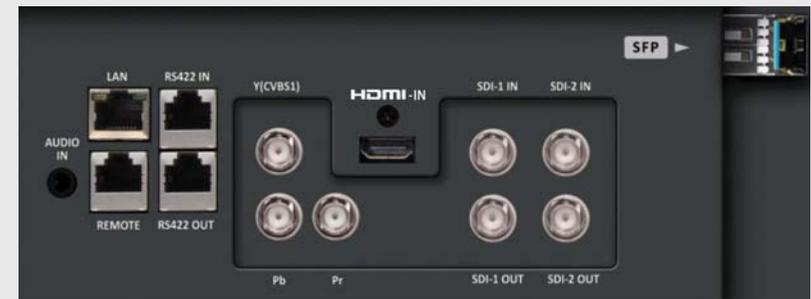 SFP
LAN
RS422 IN
Y(CVBS1)
HDMI-IN
SDI-1 IN
SDI-2 IN
AUDIO
IN
REMOTE
RS422 OUT
Pb
Pr
SDI-1 OUT
SDI-2 OUT